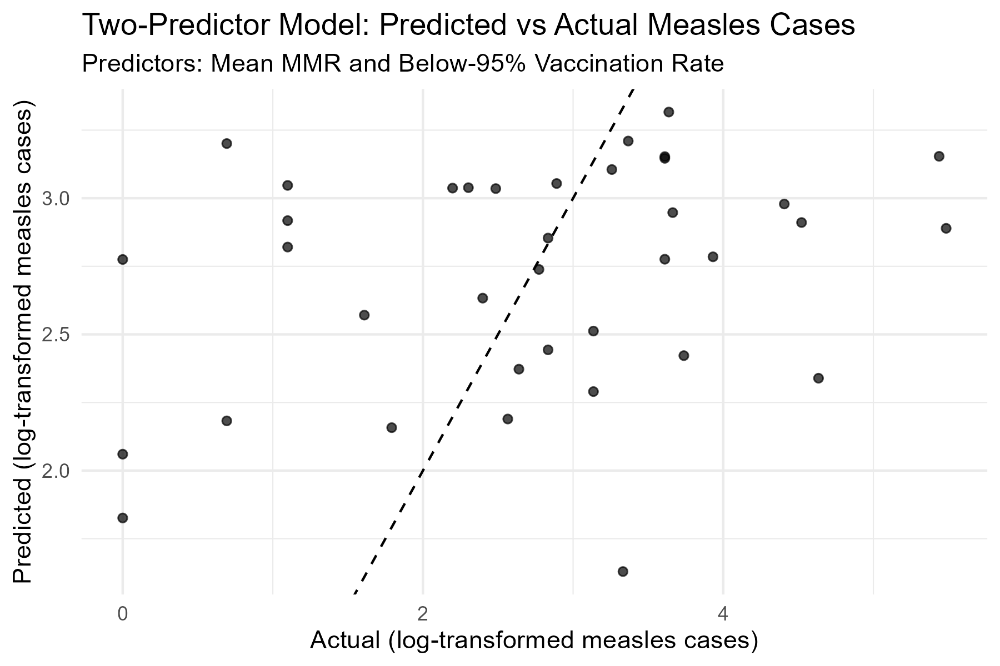 Two-Predictor Model: Predicted vs Actual Measles Cases
Predictors: Mean MMR and Below-95% Vaccination Rate
Predicted (log-transformed measles cases)
3.0
2.5
2.0
0
2
4
Actual (log-transformed measles cases)